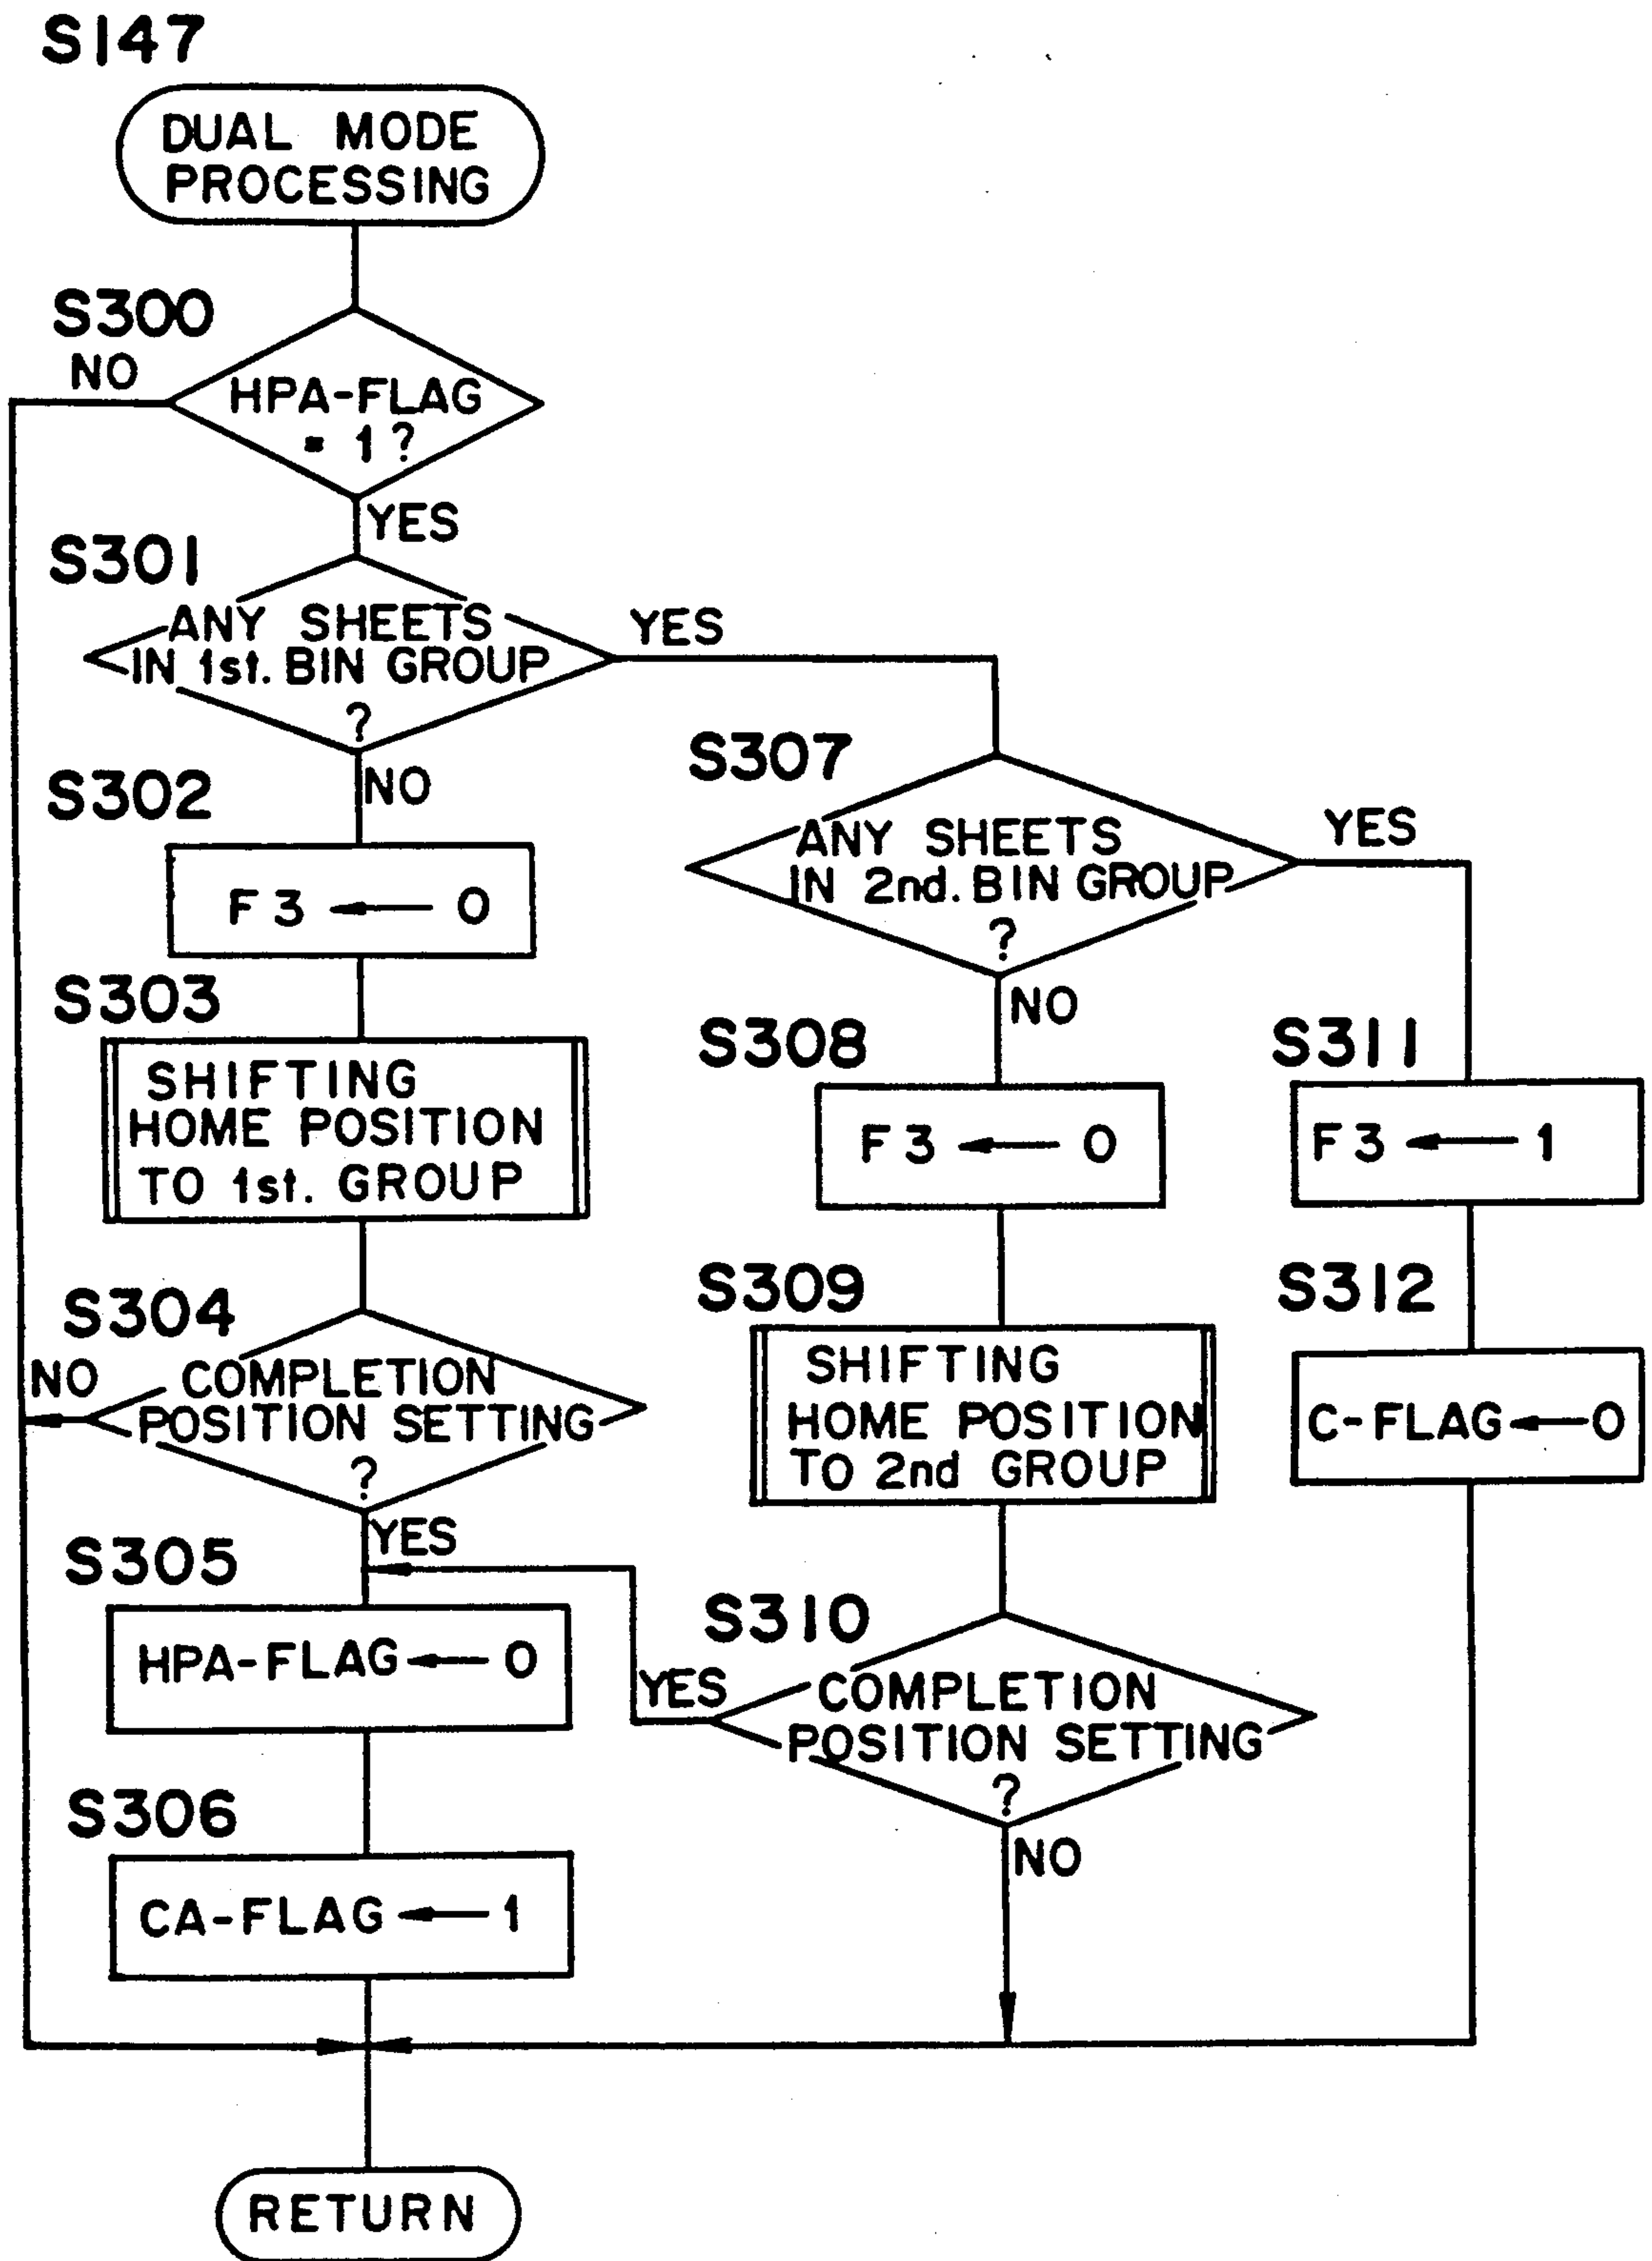 S147
DUAL MODE
PROCESSING
S300
NO
HPA-FLAG
= 1?
YES
S301
ANY SHEETS
IN 1st. BIN GROUP
?
YES
NO
S302
F3 ← 0
S303
SHIFTING
HOME POSITION
TO 1st. GROUP
S304
NO
COMPLETION
POSITION SETTING
?
YES
S305
HPA-FLAG ← 0
S306
CA-FLAG ← 1
S307
ANY SHEETS
IN 2nd. BIN GROUP
?
YES
NO
S308
F3 ← 0
S309
SHIFTING
HOME POSITION
TO 2nd GROUP
S310
YES
COMPLETION
POSITION SETTING
?
NO
S311
F3 ← 1
S312
C-FLAG ← 0
RETURN